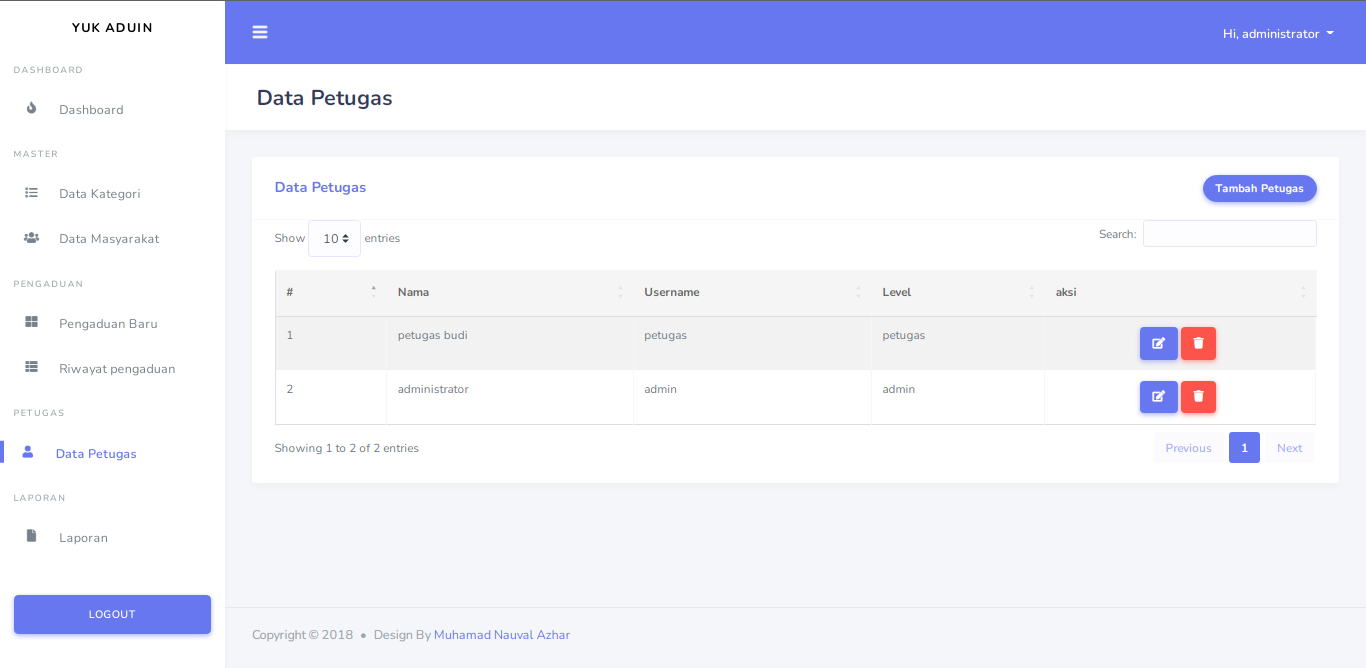 YUK ADUIN
Hi, administrator
DASHBOARD
Dashboard
MASTER
Data Kategori
Data Masyarakat
PENGADUAN
Pengaduan Baru
Riwayat pengaduan
PETUGAS
Data Petugas
LAPORAN
Laporan
LOGOUT
Data Petugas
Data Petugas
Tambah Petugas
Show 10 entries
Search:
# Nama Username Level aksi
1 petugas budi petugas petugas
2 administrator admin admin
Showing 1 to 2 of 2 entries
Previous 1 Next
Copyright © 2018 • Design By Muhamad Nauval Azhar